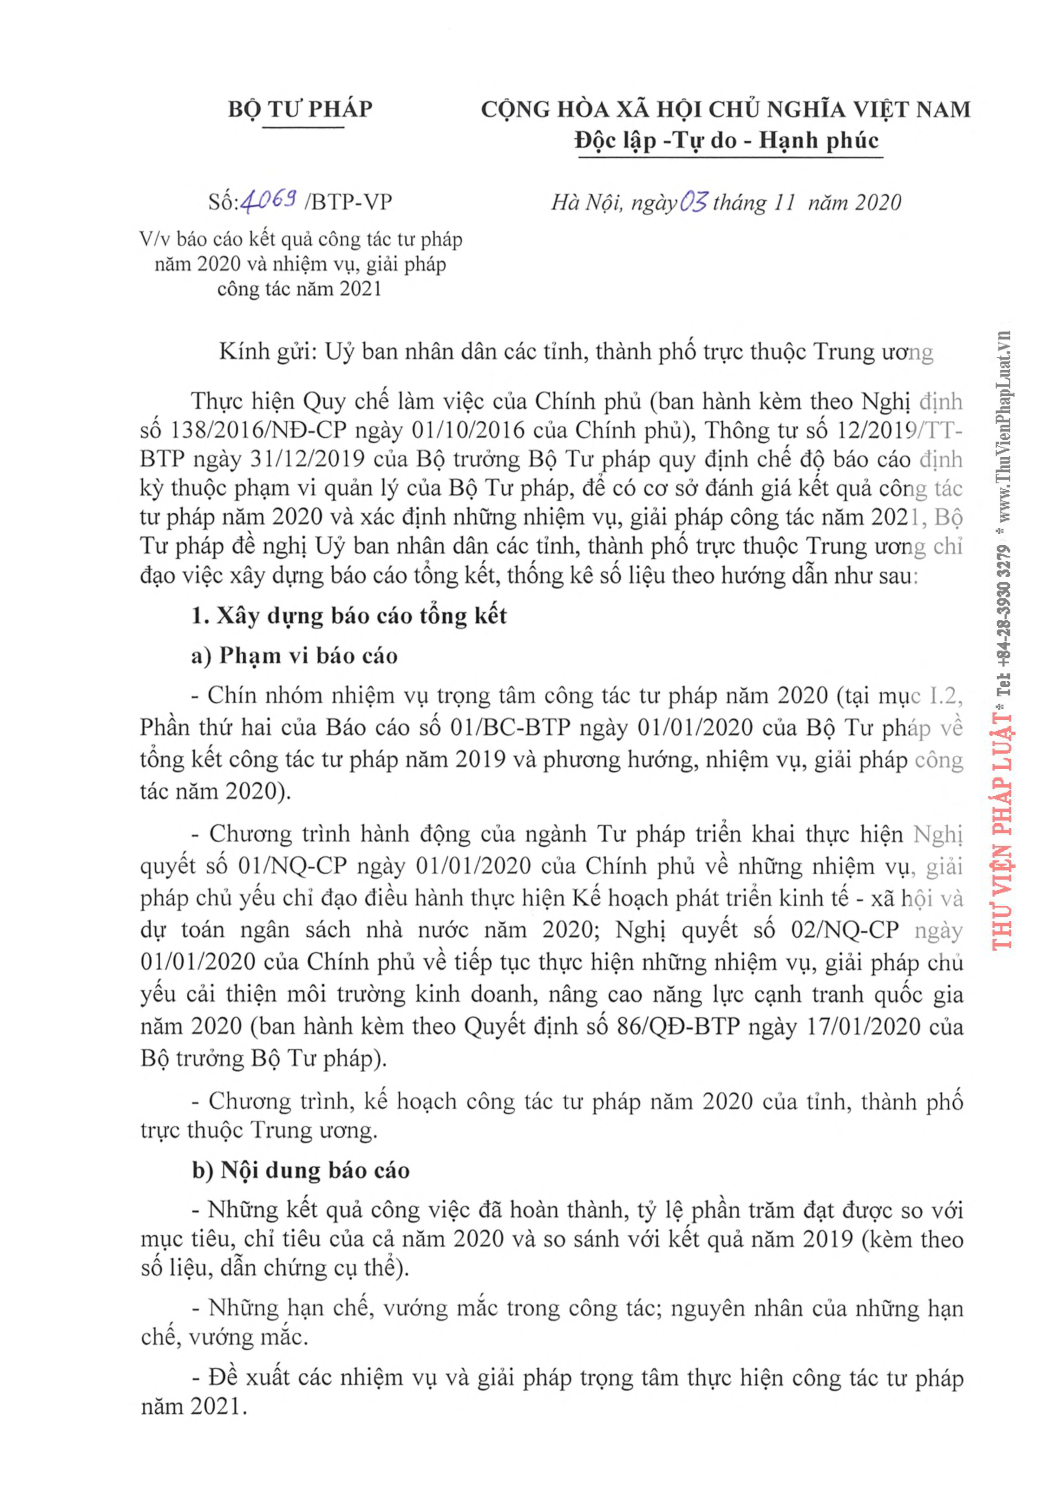 BỘ TƯ PHÁP
CỘNG HÒA XÃ HỘI CHỦ NGHĨA VIỆT NAM
Độc lập -Tự do - Hạnh phúc
Số:4069 /BTP-VP
Hà Nội, ngày 03 tháng 11 năm 2020
V/v báo cáo kết quả công tác tư pháp
năm 2020 và nhiệm vụ, giải pháp
công tác năm 2021
Kính gửi: Uỷ ban nhân dân các tỉnh, thành phố trực thuộc Trung ương
Thực hiện Quy chế làm việc của Chính phủ (ban hành kèm theo Nghị định
số 138/2016/NĐ-CP ngày 01/10/2016 của Chính phủ), Thông tư số 12/2019/TT-
BTP ngày 31/12/2019 của Bộ trưởng Bộ Tư pháp quy định chế độ báo cáo định
kỳ thuộc phạm vi quản lý của Bộ Tư pháp, để có cơ sở đánh giá kết quả công tác
tư pháp năm 2020 và xác định những nhiệm vụ, giải pháp công tác năm 2021, Bộ
Tư pháp đề nghị Uỷ ban nhân dân các tỉnh, thành phố trực thuộc Trung ương chỉ
đạo việc xây dựng báo cáo tổng kết, thống kê số liệu theo hướng dẫn như sau:
1. Xây dựng báo cáo tổng kết
a) Phạm vi báo cáo
- Chín nhóm nhiệm vụ trọng tâm công tác tư pháp năm 2020 (tại mục I.2,
Phần thứ hai của Báo cáo số 01/BC-BTP ngày 01/01/2020 của Bộ Tư pháp về
tổng kết công tác tư pháp năm 2019 và phương hướng, nhiệm vụ, giải pháp công
tác năm 2020).
- Chương trình hành động của ngành Tư pháp triển khai thực hiện Nghị
quyết số 01/NQ-CP ngày 01/01/2020 của Chính phủ về những nhiệm vụ, giải
pháp chủ yếu chỉ đạo điều hành thực hiện Kế hoạch phát triển kinh tế - xã hội và
dự toán ngân sách nhà nước năm 2020; Nghị quyết số 02/NQ-CP ngày
01/01/2020 của Chính phủ về tiếp tục thực hiện những nhiệm vụ, giải pháp chủ
yếu cải thiện môi trường kinh doanh, nâng cao năng lực cạnh tranh quốc gia
năm 2020 (ban hành kèm theo Quyết định số 86/QĐ-BTP ngày 17/01/2020 của
Bộ trưởng Bộ Tư pháp).
- Chương trình, kế hoạch công tác tư pháp năm 2020 của tỉnh, thành phố
trực thuộc Trung ương.
b) Nội dung báo cáo
- Những kết quả công việc đã hoàn thành, tỷ lệ phần trăm đạt được so với
mục tiêu, chỉ tiêu của cả năm 2020 và so sánh với kết quả năm 2019 (kèm theo
số liệu, dẫn chứng cụ thể).
- Những hạn chế, vướng mắc trong công tác; nguyên nhân của những hạn
chế, vướng mắc.
- Đề xuất các nhiệm vụ và giải pháp trọng tâm thực hiện công tác tư pháp
năm 2021.
THƯ VIỆN PHÁP LUẬT * Tel: +84-28-3930 3279 * www.ThuVienPhapLuat.vn